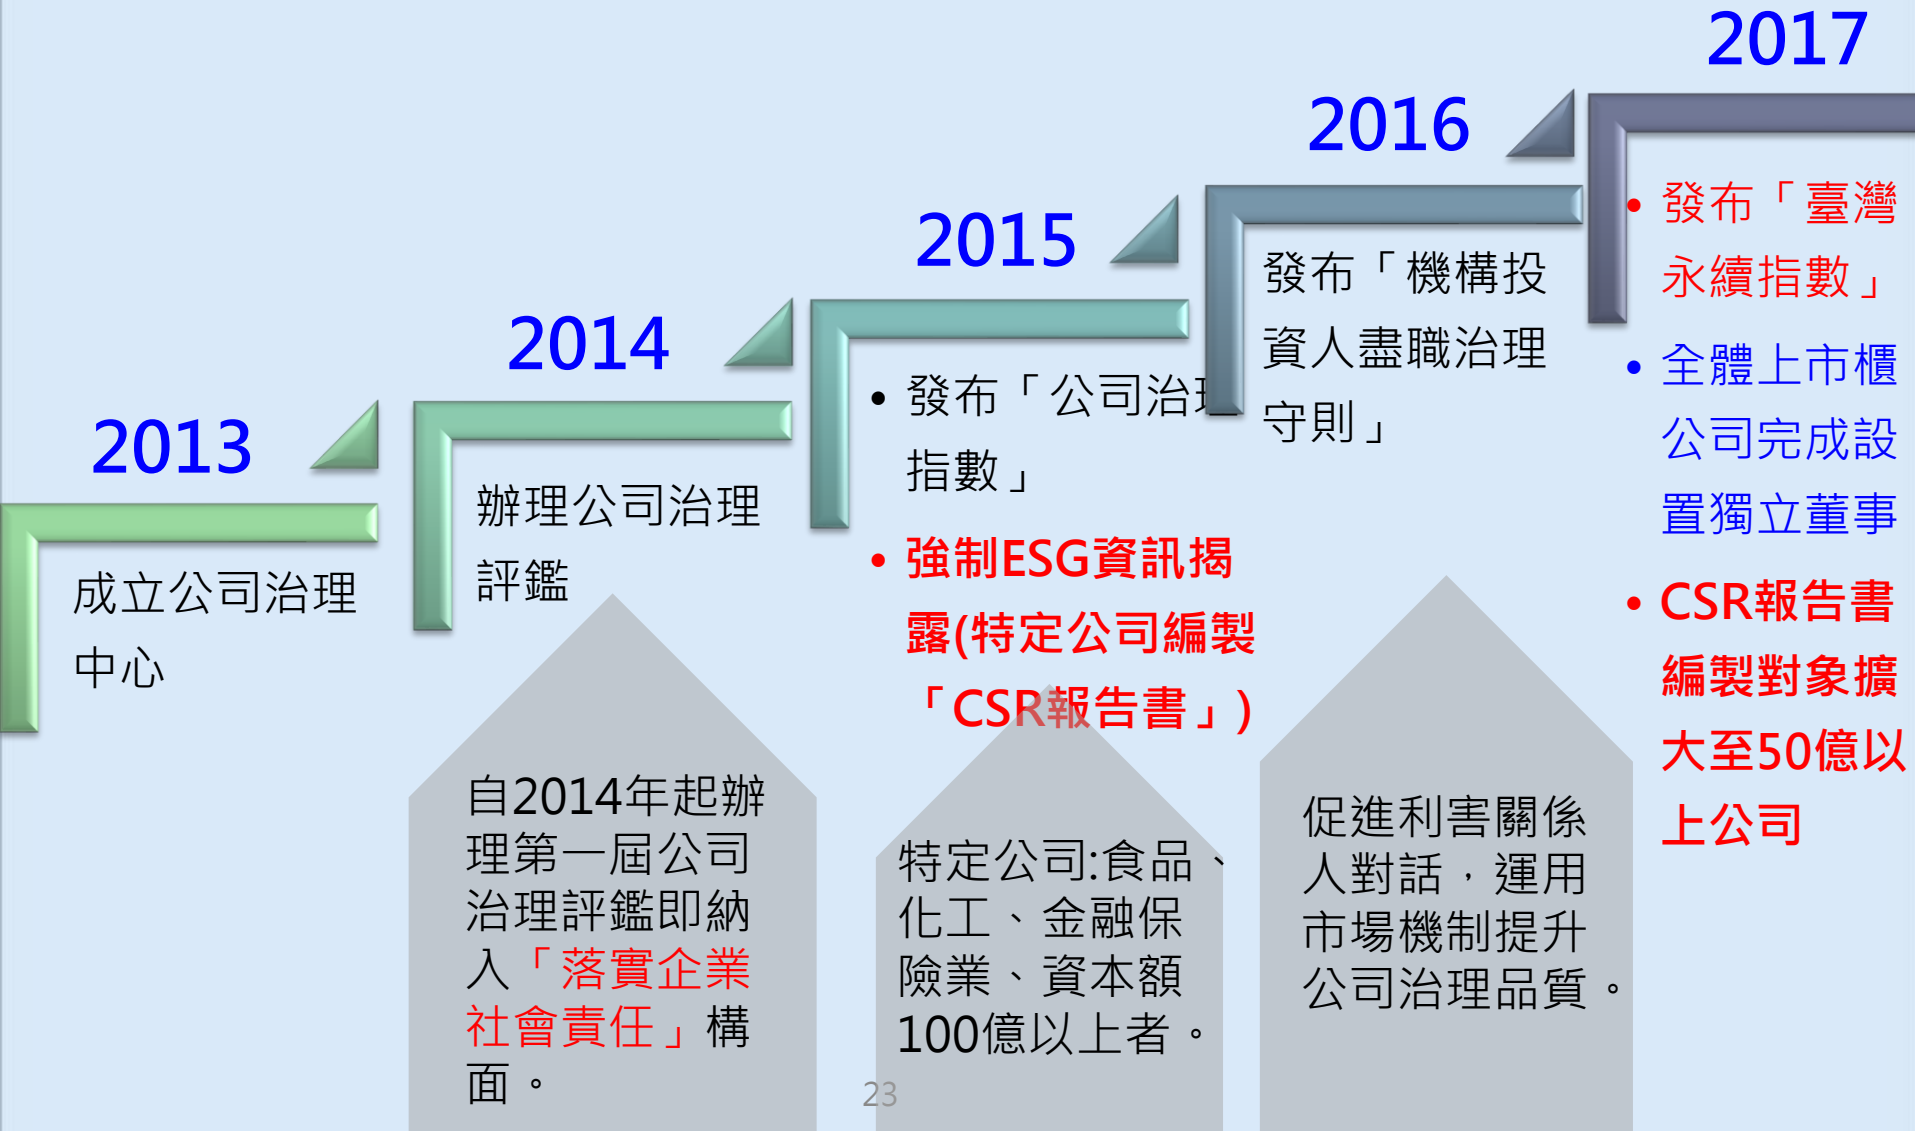 2013
成立公司治理
中心
2014
辦理公司治理
評鑑
自2014年起辦
理第一屆公司
治理評鑑即納
入「落實企業
社會責任」構
面。
2015
• 發布「公司治理
指數」
• 強制ESG資訊揭
露(特定公司編製
「CSR報告書」)
特定公司:食品、
化工、金融保
險業、資本額
100億以上者。
2016
發布「機構投
資人盡職治理
守則」
促進利害關係
人對話，運用
市場機制提升
公司治理品質。
2017
• 發布「臺灣
永續指數」
• 全體上市櫃
公司完成設
置獨立董事
• CSR報告書
編製對象擴
大至50億以
上公司
23